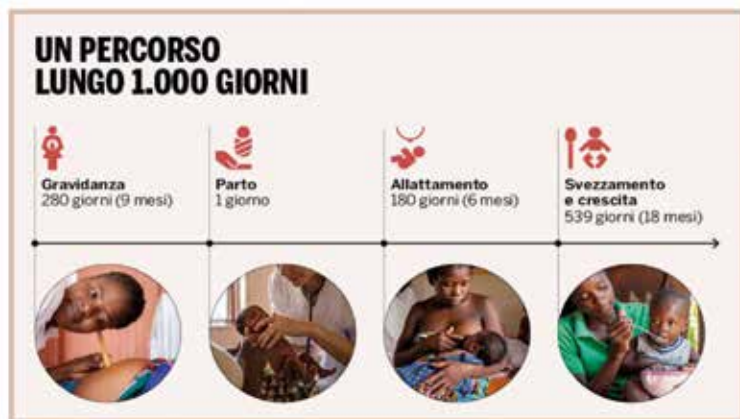 UN PERCORSO
LUNGO 1.000 GIORNI
Gravidanza
280 giorni (9 mesi)
Parto
1 giorno
Allattamento
180 giorni (6 mesi)
Svezzamento
e crescita
539 giorni (18 mesi)